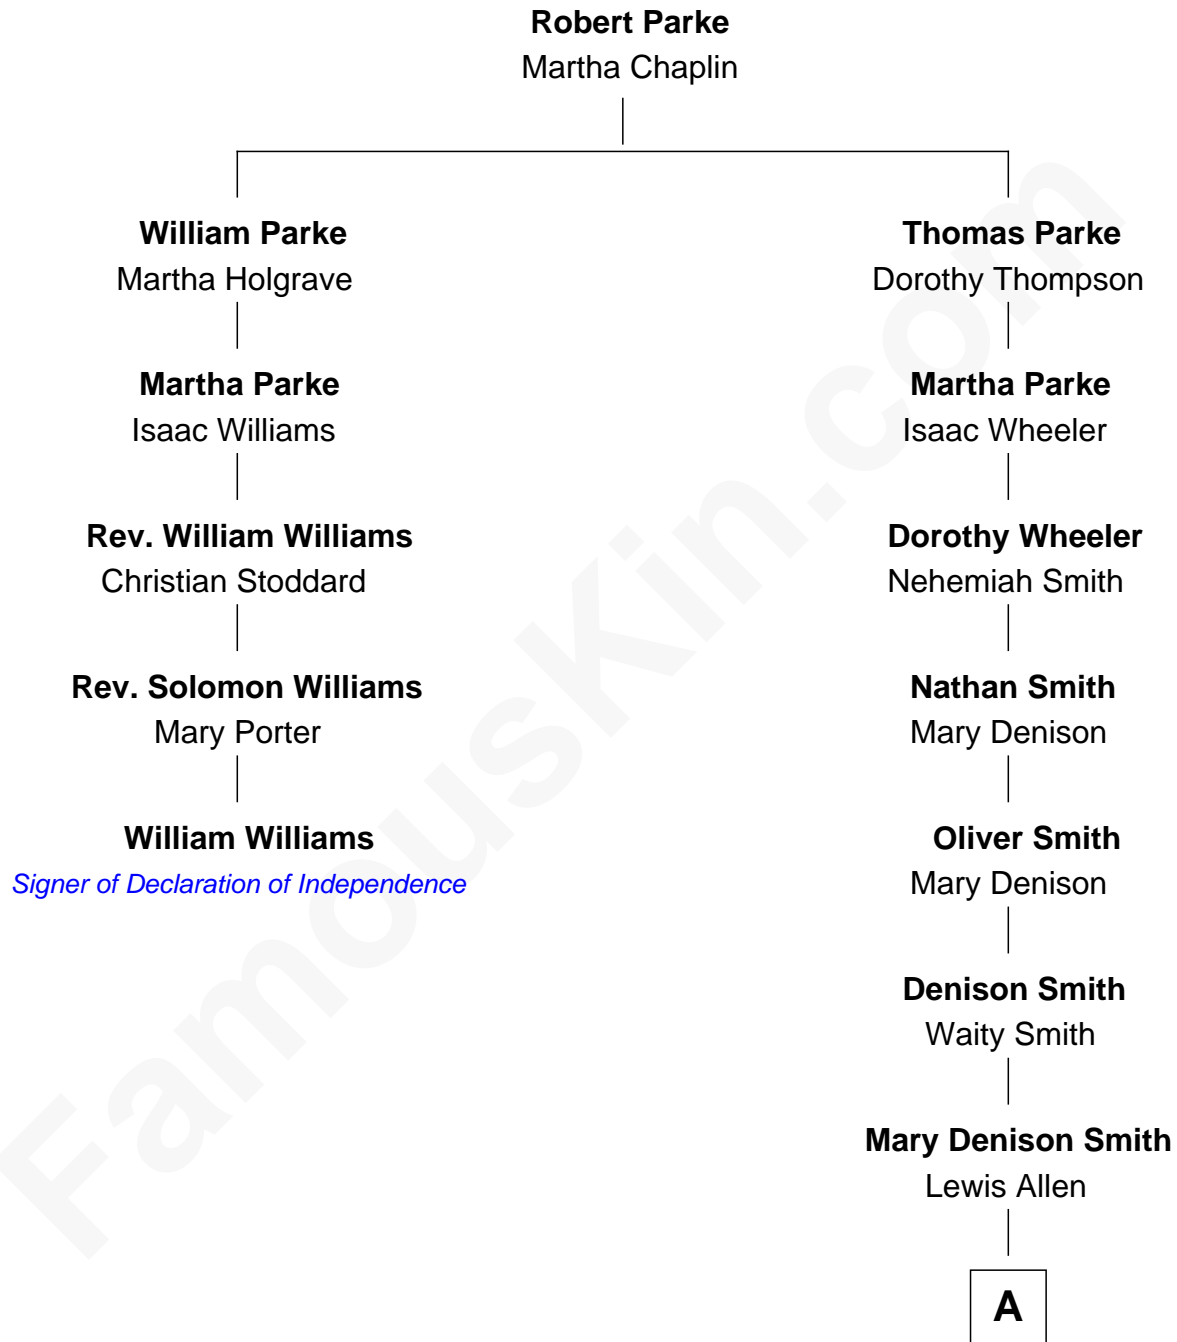 Robert Parke
Martha Chaplin
William Parke
Martha Holgrave
Thomas Parke
Dorothy Thompson
Martha Parke
Isaac Williams
Martha Parke
Isaac Wheeler
Rev. William Williams
Christian Stoddard
Dorothy Wheeler
Nehemiah Smith
Rev. Solomon Williams
Mary Porter
Nathan Smith
Mary Denison
William Williams
Signer of Declaration of Independence
Oliver Smith
Mary Denison
Denison Smith
Waity Smith
Mary Denison Smith
Lewis Allen
A
FamousKin.com